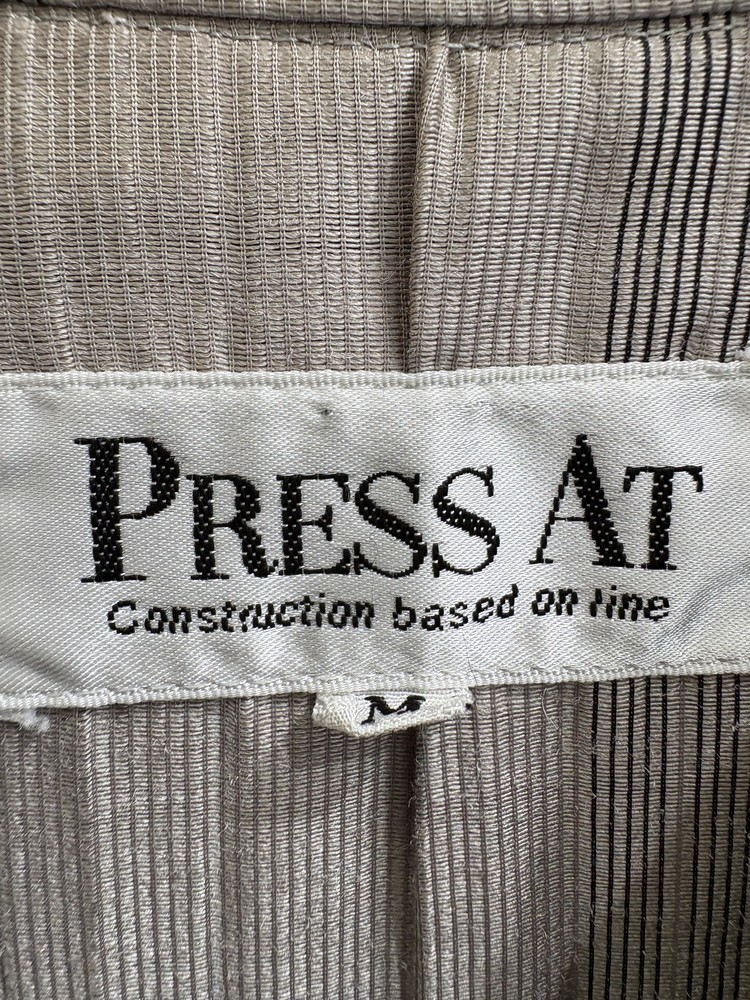 PRESS AT
Construction based on line
M